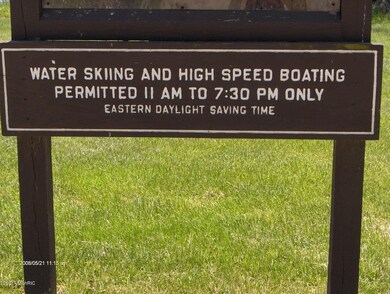 WATER SKIING AND HIGH SPEED BOATING
PERMITTED 11 AM TO 7:30 PM ONLY
EASTERN DAYLIGHT SAVING TIME